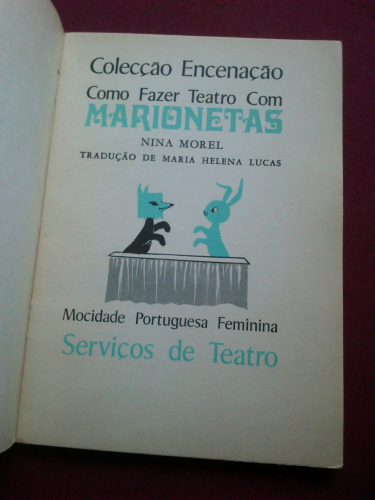 Colecção Encenação
Como Fazer Teatro Com
MARIONETAS
NINA MOREL
TRADUÇÃO DE MARIA HELENA LUCAS
Mocidade Portuguesa Feminina
Serviços de Teatro